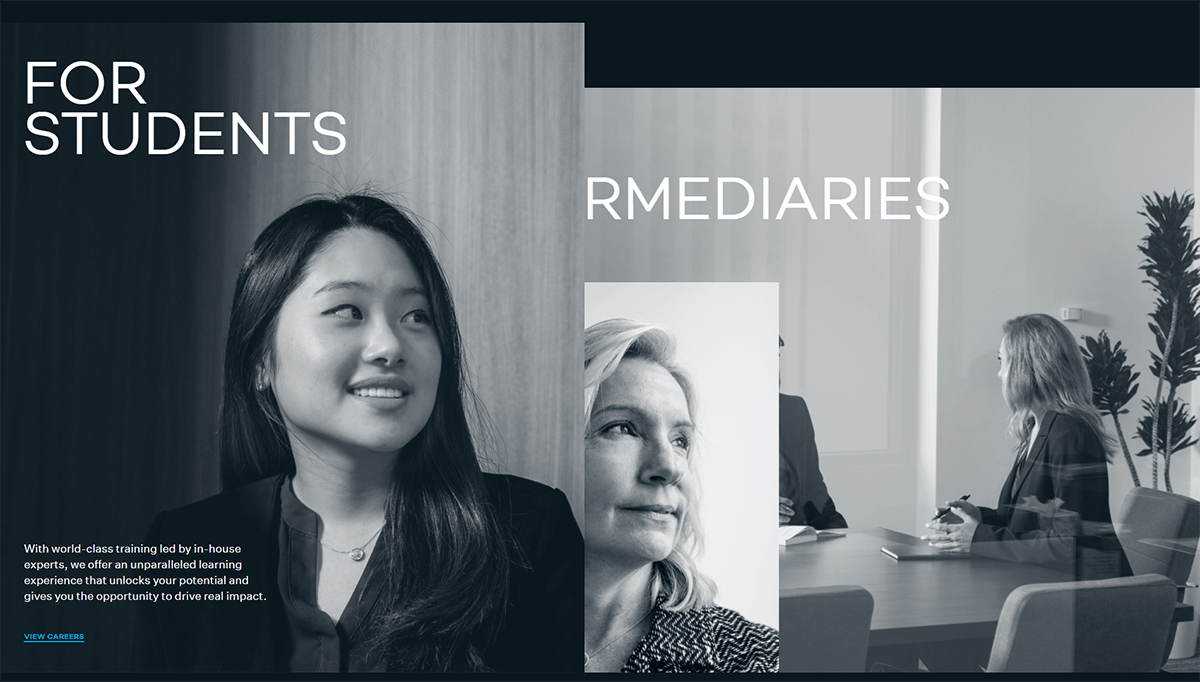 FOR
STUDENTS
RMEDIARIES
With world-class training led by in-house
experts, we offer an unparalleled learning
experience that unlocks your potential and
gives you the opportunity to drive real impact.
VIEW CAREERS